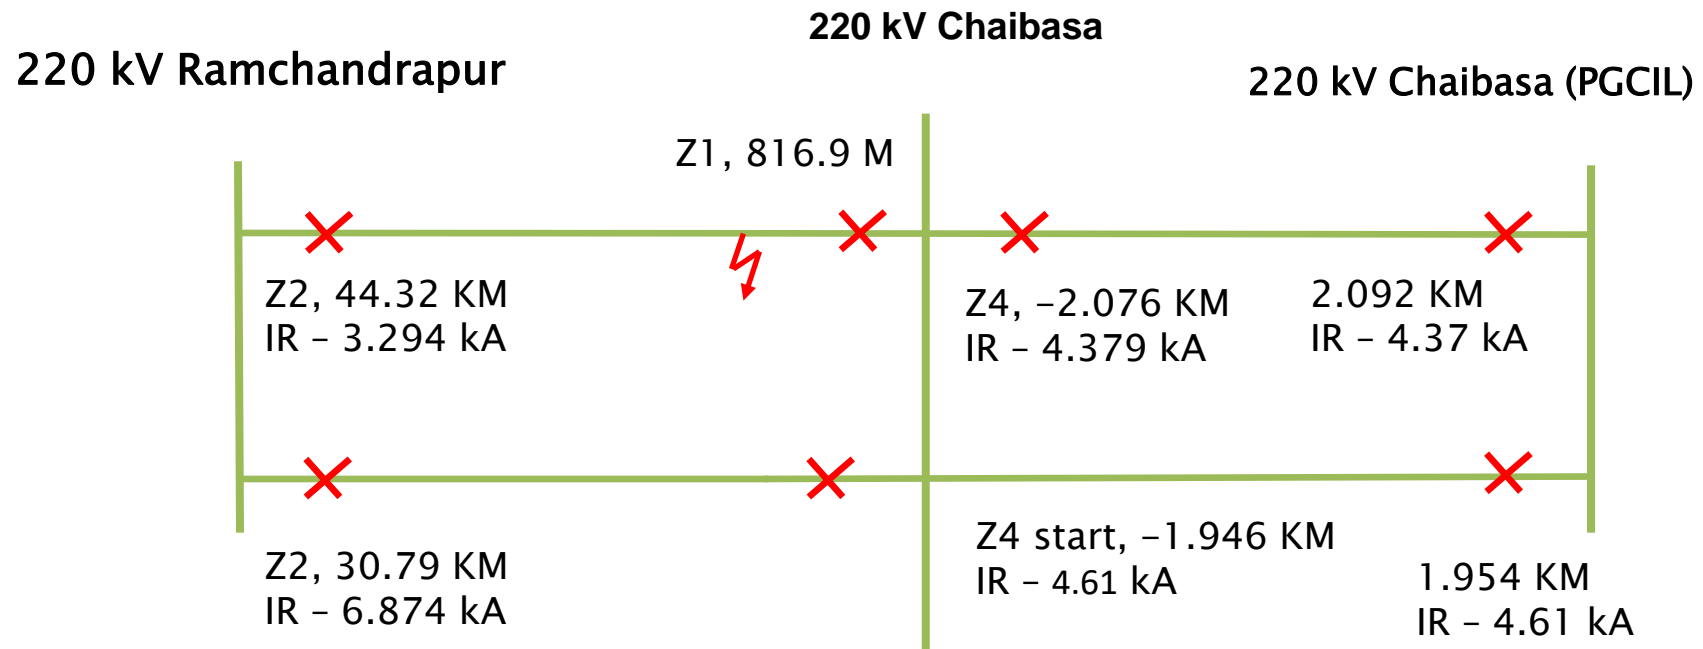 220 kV Chaibasa
220 kV Ramchandrapur
220 kV Chaibasa (PGCIL)
Z1, 816.9 M
Z2, 44.32 KM
IR – 3.294 kA
Z4, –2.076 KM
IR – 4.379 kA
2.092 KM
IR – 4.37 kA
Z2, 30.79 KM
IR – 6.874 kA
Z4 start, –1.946 KM
IR – 4.61 kA
1.954 KM
IR – 4.61 kA